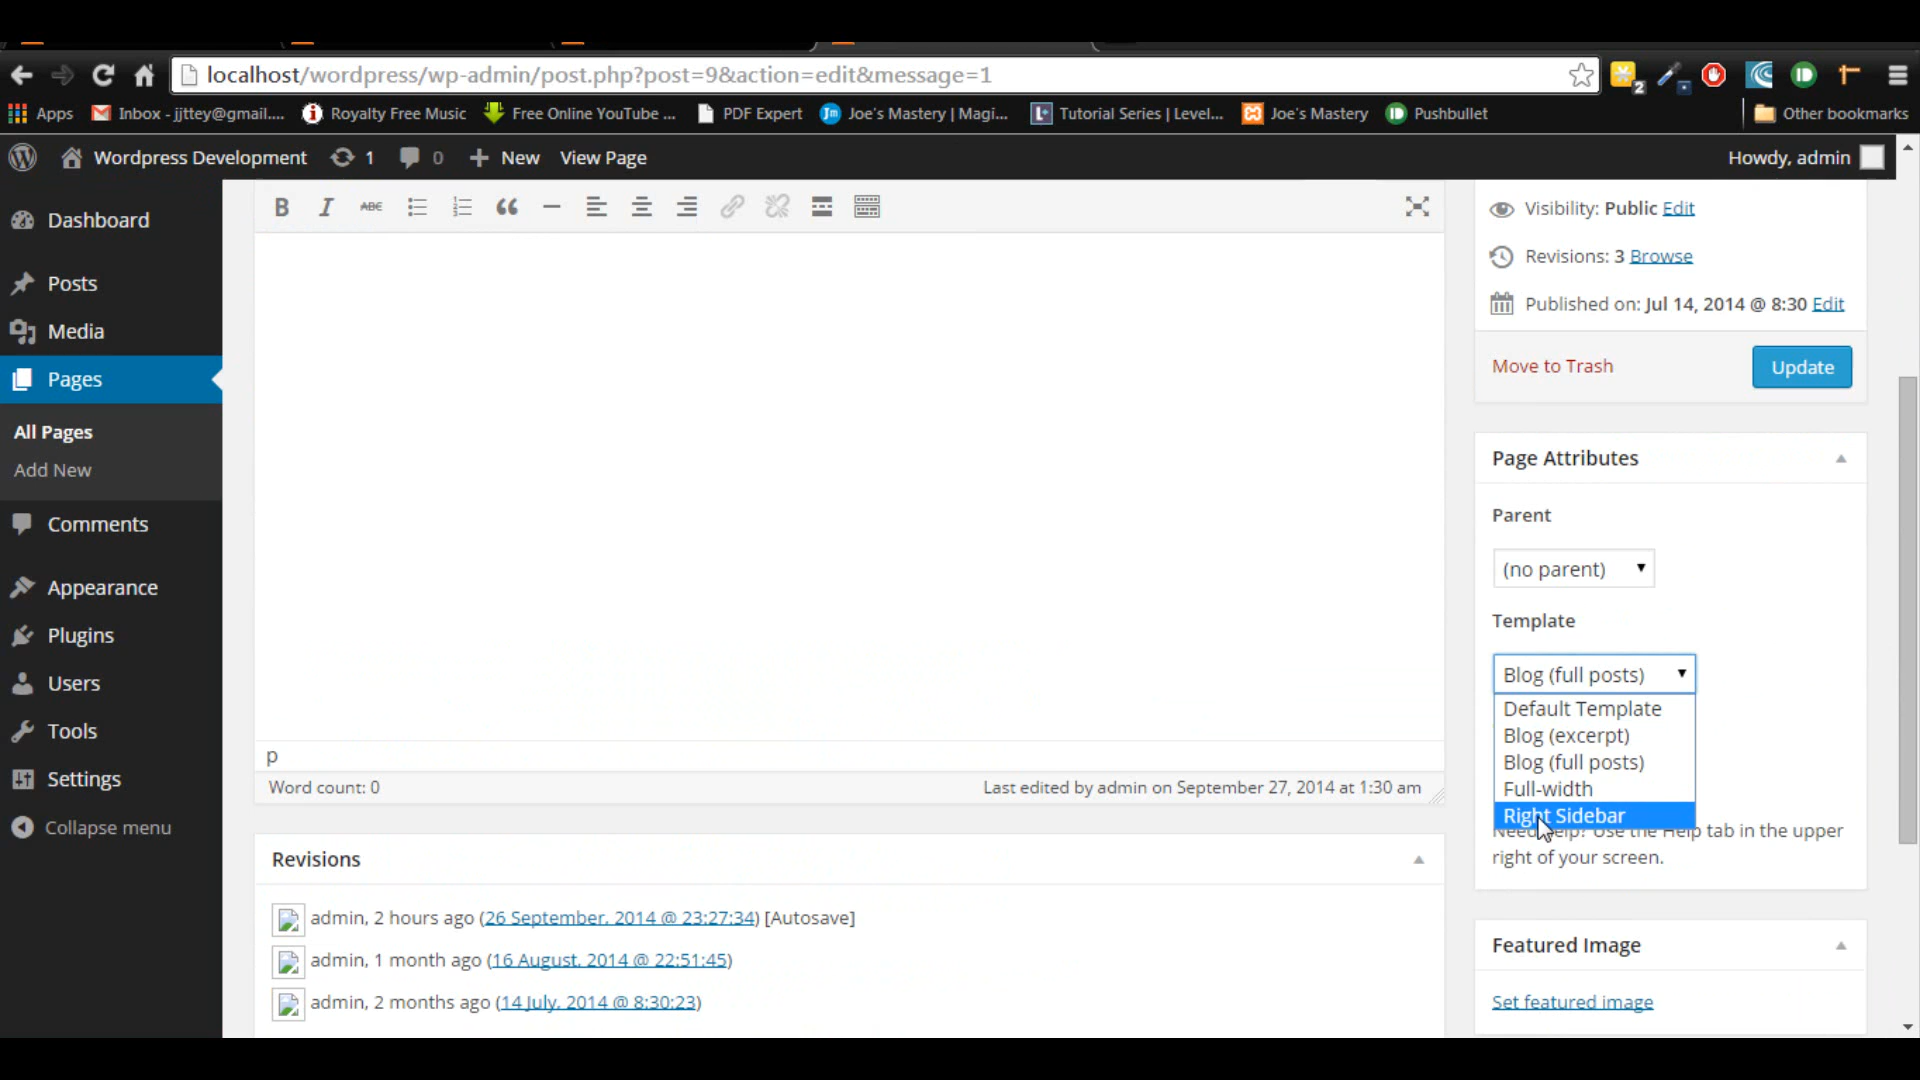 localhost/wordpress/wp-admin/post.php?post=9&action=edit&message=1
2
Apps
Inbox - jjttey@gmail....
Royalty Free Music
Free Online YouTube ...
PDF Expert
Jm Joe's Mastery | Magi...
Tutorial Series | Level...
Joe's Mastery
Pushbullet
Other bookmarks
Wordpress Development
1
0
New
View Page
Howdy, admin
Dashboard
Posts
Media
Pages
All Pages
Add New
Comments
Appearance
Plugins
Users
Tools
Settings
Collapse menu
B I ABC
p
Word count: 0
Last edited by admin on September 27, 2014 at 1:30 am
Revisions
admin, 2 hours ago (26 September, 2014 @ 23:27:34) [Autosave]
admin, 1 month ago (16 August, 2014 @ 22:51:45)
admin, 2 months ago (14 July, 2014 @ 8:30:23)
Visibility: Public Edit
Revisions: 3 Browse
Published on: Jul 14, 2014 @ 8:30 Edit
Move to Trash
Update
Page Attributes
Parent
(no parent)
Template
Blog (full posts)
Default Template
Blog (excerpt)
Blog (full posts)
Full-width
Right Sidebar
Need help? Use the Help tab in the upper
right of your screen.
Featured Image
Set featured image